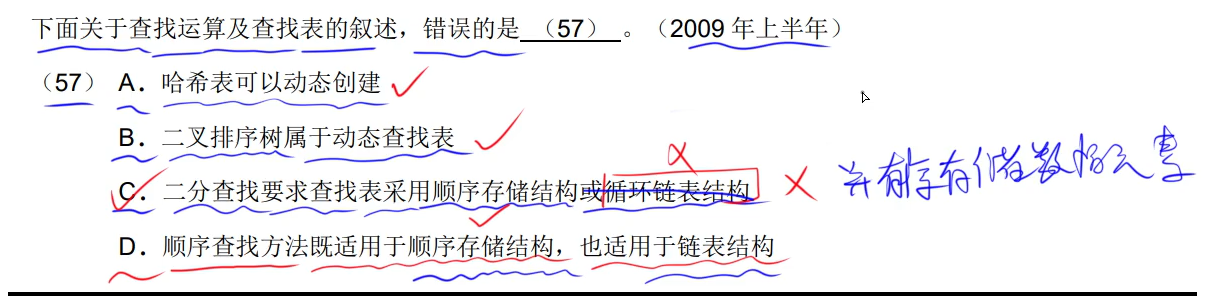 下面关于查找运算及查找表的叙述，错误的是 （57） 。（2009 年上半年）
（57） A．哈希表可以动态创建
B．二叉排序树属于动态查找表
C．二分查找要求查找表采用顺序存储结构或循环链表结构
并有序存储数据元素
D．顺序查找方法既适用于顺序存储结构，也适用于链表结构